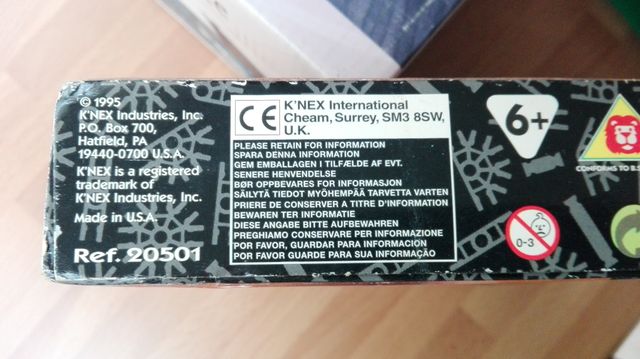 © 1995
K'NEX Industries, Inc.
P.O. Box 700,
Hatfield, PA
19440-0700 U.S.A.
K'NEX is a registered
trademark of
K'NEX Industries, Inc.
Made in U.S.A.
Ref. 20501
CE
K'NEX International
Cheam, Surrey, SM3 8SW,
U.K.
PLEASE RETAIN FOR INFORMATION
SPARA DENNA INFORMATION
GEM EMBALLAGEN I TILFÆLDE AF EVT.
SENERE HENVENDELSE
BØR OPPBEVARES FOR INFORMASJON
SÄILYTÄ TIEDOT MYÖHEMPÄÄ TARVETTA VARTEN
PRIERE DE CONSERVER A TITRE D'INFORMATION
BEWAREN TER INFORMATIE
DIESE ANGABE BITTE AUFBEWAHREN
PREGHIAMO CONSERVARE PER INFORMAZIONE
POR FAVOR, GUARDAR PARA INFORMACION
POR FAVOR GUARDE PARA SUA INFORMAÇÃO
6+
0-3
CONFORMS TO B.S